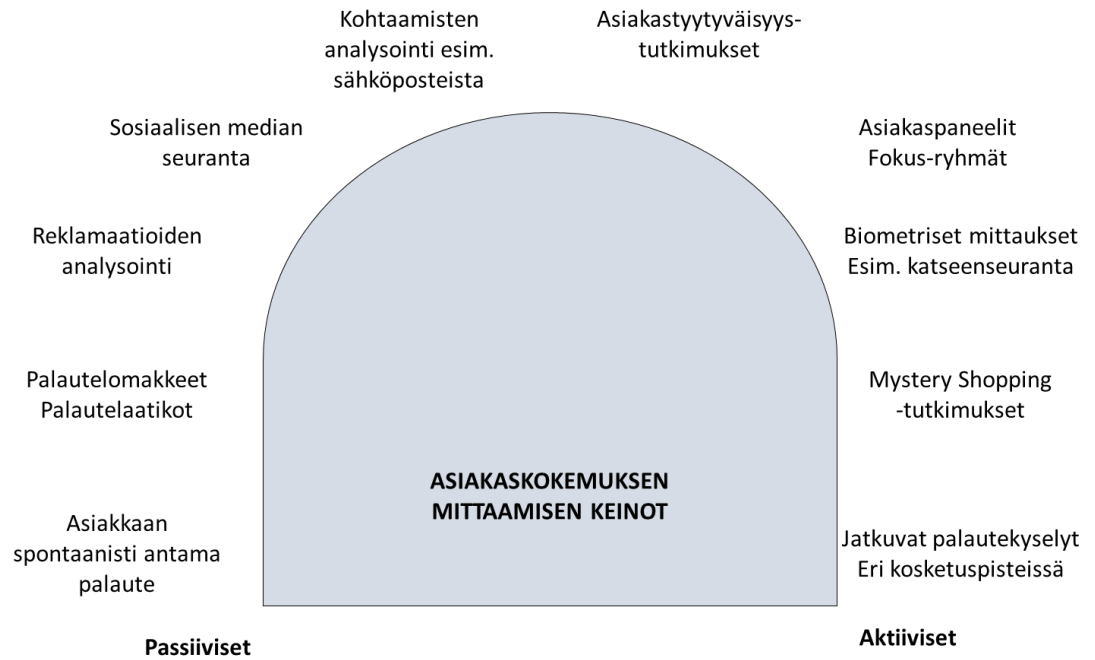 Kohtaamisten
analysointi esim.
sähköposteista
Asiakastyytyväisyys-
tutkimukset
Sosiaalisen median
seuranta
Asiakaspaneelit
Fokus-ryhmät
Reklamaatioiden
analysointi
Biometriset mittaukset
Esim. katseenseuranta
Palautelomakkeet
Palautelaatikot
Mystery Shopping
-tutkimukset
ASIAKASKOKEMUKSEN
MITTAAMISEN KEINOT
Asiakkaan
spontaanisti antama
palaute
Jatkuvat palautekyselyt
Eri kosketuspisteissä
Passiiviset
Aktiiviset